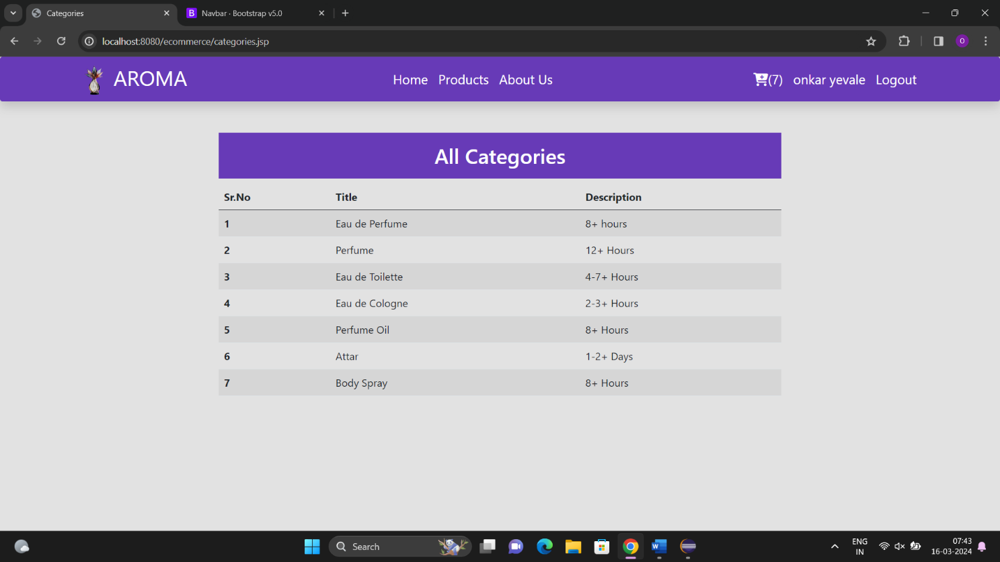 Categories
B Navbar · Bootstrap v5.0
localhost:8080/ecommerce/categories.jsp
O
AROMA Home Products About Us (7) onkar yevale Logout
All Categories
Sr.No Title Description
1 Eau de Perfume 8+ hours
2 Perfume 12+ Hours
3 Eau de Toilette 4-7+ Hours
4 Eau de Cologne 2-3+ Hours
5 Perfume Oil 8+ Hours
6 Attar 1-2+ Days
7 Body Spray 8+ Hours
Search
W
ENG
IN
07:43
16-03-2024